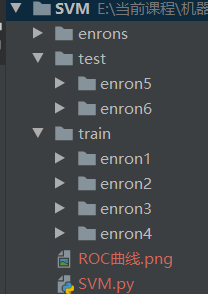 SVM E:\当前课程\机器
enrons
test
enron5
enron6
train
enron1
enron2
enron3
enron4
ROC曲线.png
SVM.py